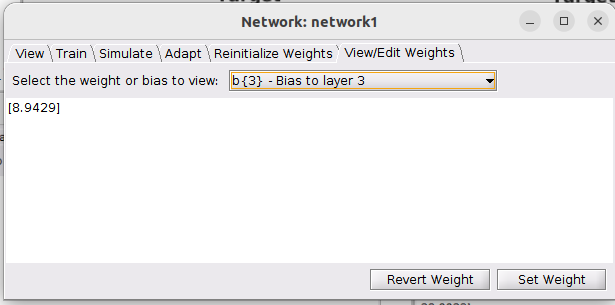 Network: network1
View Train Simulate Adapt Reinitialize Weights View/Edit Weights
Select the weight or bias to view: b{3} - Bias to layer 3
[8.9429]
Revert Weight Set Weight